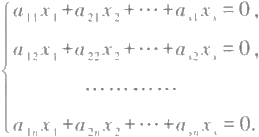 a₁₁x₁+a₂₁x₂+⋯+aₛ₁xₛ=0,
a₁₂x₁+a₂₂x₂+⋯+aₛ₂xₛ=0,
⋯⋯⋯⋯
a₁ₙx₁+a₂ₙx₂+⋯+aₛₙxₛ=0.